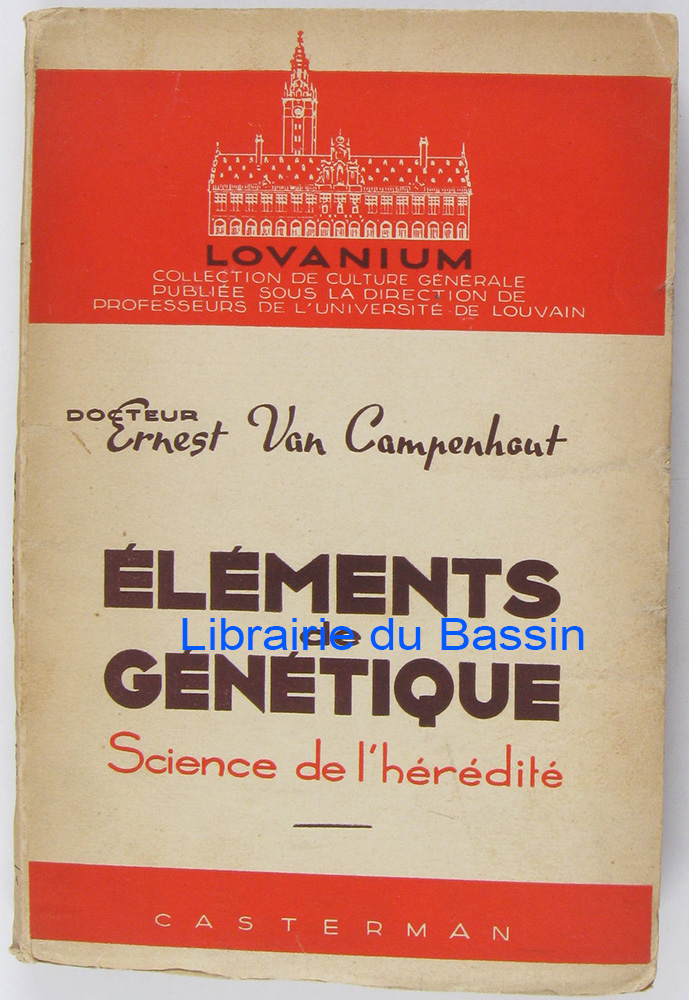 LOVANIUM
COLLECTION DE CULTURE GÉNÉRALE
PUBLIÉE SOUS LA DIRECTION DE
PROFESSEURS DE L'UNIVERSITÉ DE LOUVAIN
DOCTEUR
Ernest Van Campenhout
ÉLÉMENTS
de
Librairie du Bassin
GÉNÉTIQUE
Science de l'hérédité
CASTERMAN